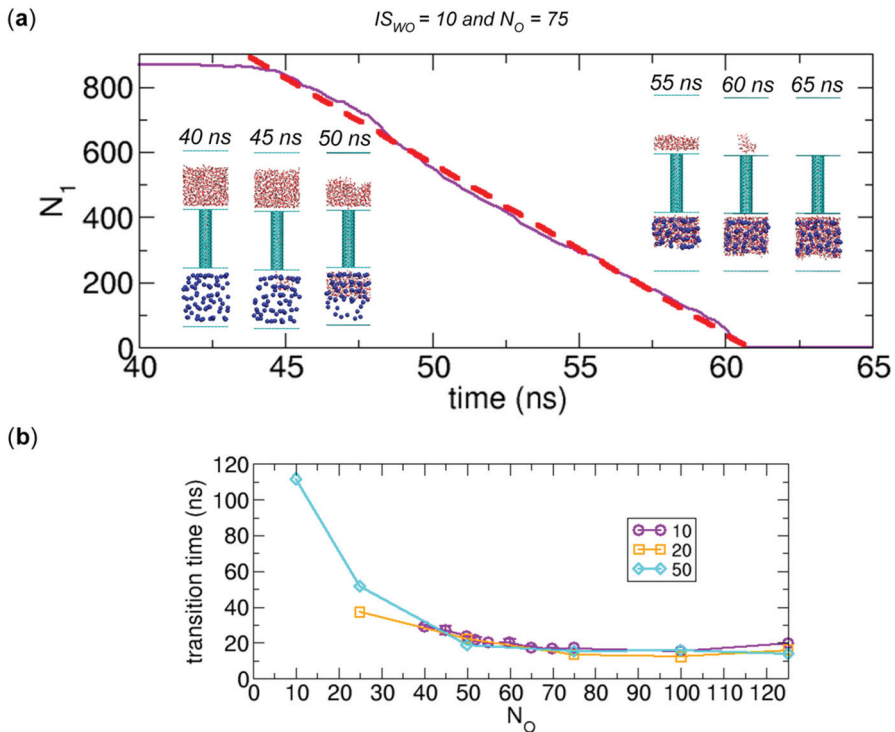 (a)
IS_WO = 10 and N_O = 75
N_1
800
600
400
200
0
40 ns 45 ns 50 ns
55 ns 60 ns 65 ns
40 45 50 55 60 65
time (ns)
(b)
transition time (ns)
120
100
80
60
40
20
0
10
20
50
0 10 20 30 40 50 60 70 80 90 100 110 120
N_O